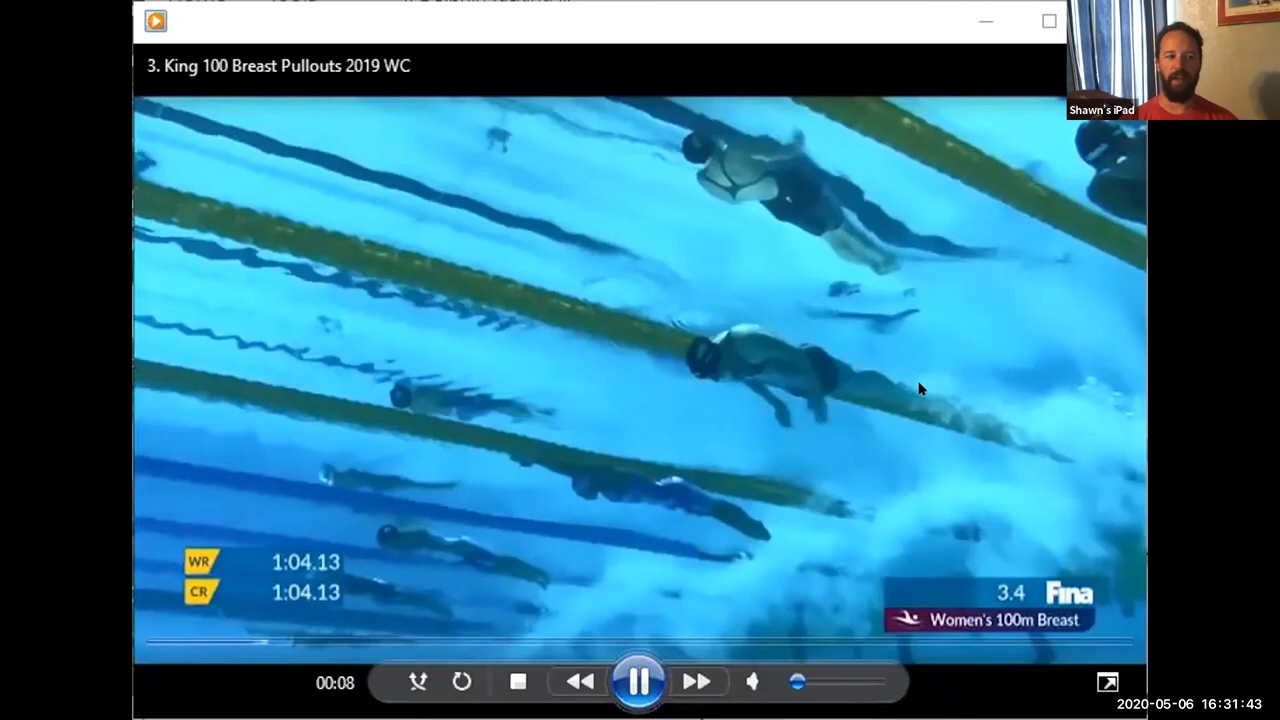 3. King 100 Breast Pullouts 2019 WC
Shawn's iPad
WR 1:04.13
CR 1:04.13
3.4 Fina
Women's 100m Breast
00:08
2020-05-06 16:31:43